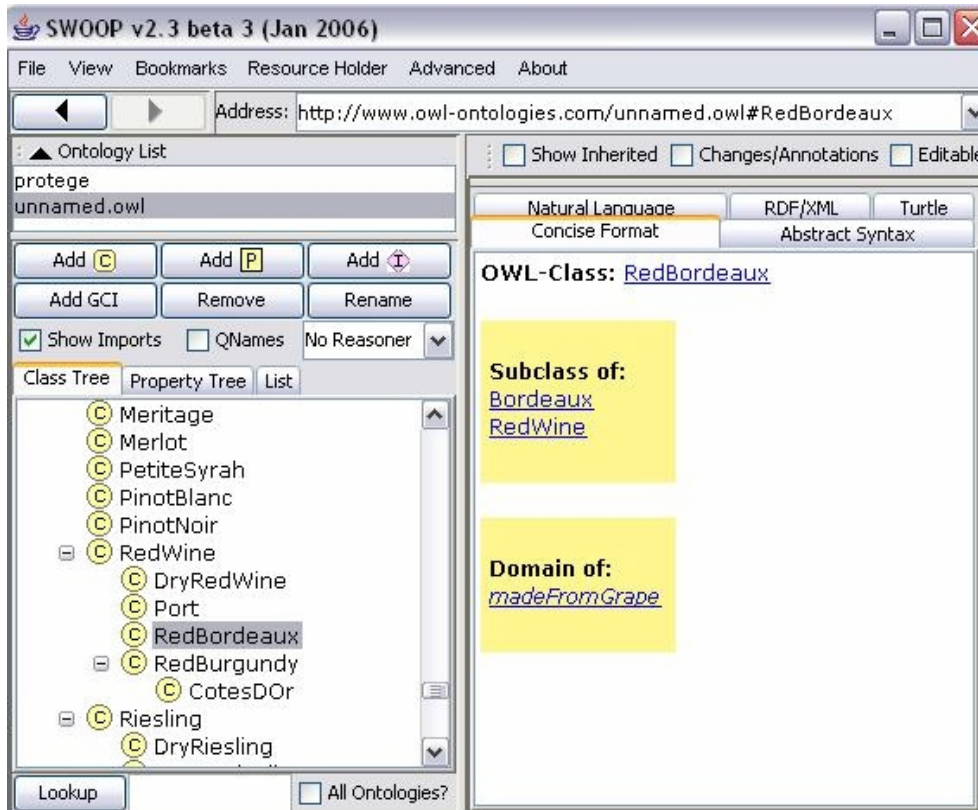 SWOOP v2.3 beta 3 (Jan 2006)
File View Bookmarks Resource Holder Advanced About
Address: http://www.owl-ontologies.com/unnamed.owl#RedBordeaux
Ontology List
protege
unnamed.owl
Add C Add P Add I
Add GCI Remove Rename
Show Imports QNames No Reasoner
Class Tree Property Tree List
C Meritage
C Merlot
C PetiteSyrah
C PinotBlanc
C PinotNoir
C RedWine
C DryRedWine
C Port
C RedBordeaux
C RedBurgundy
C CotesDOr
C Riesling
C DryRiesling
Lookup All Ontologies?
Show Inherited Changes/Annotations Editable
Natural Language RDF/XML Turtle
Concise Format Abstract Syntax
OWL-Class: RedBordeaux
Subclass of:
Bordeaux
RedWine
Domain of:
madeFromGrape